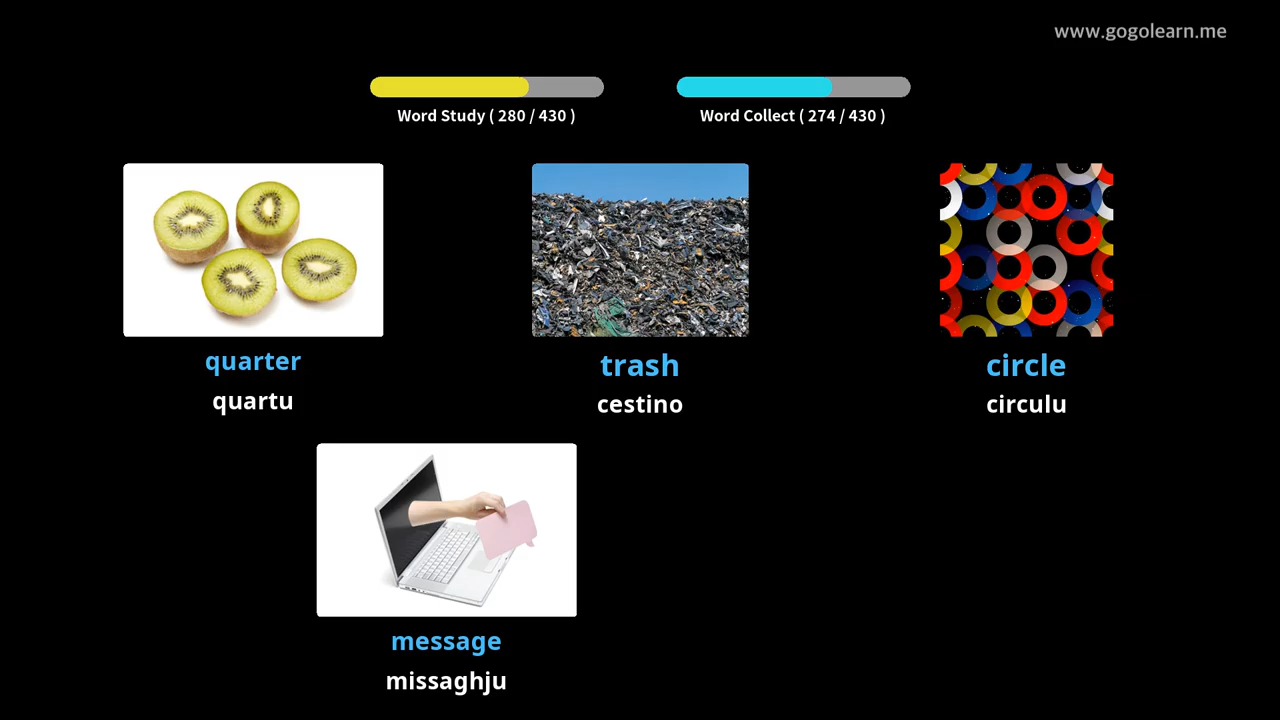 www.gogolearn.me
Word Study ( 280 / 430 )
Word Collect ( 274 / 430 )
quarter
quartu
trash
cestino
circle
circulu
message
missaghju